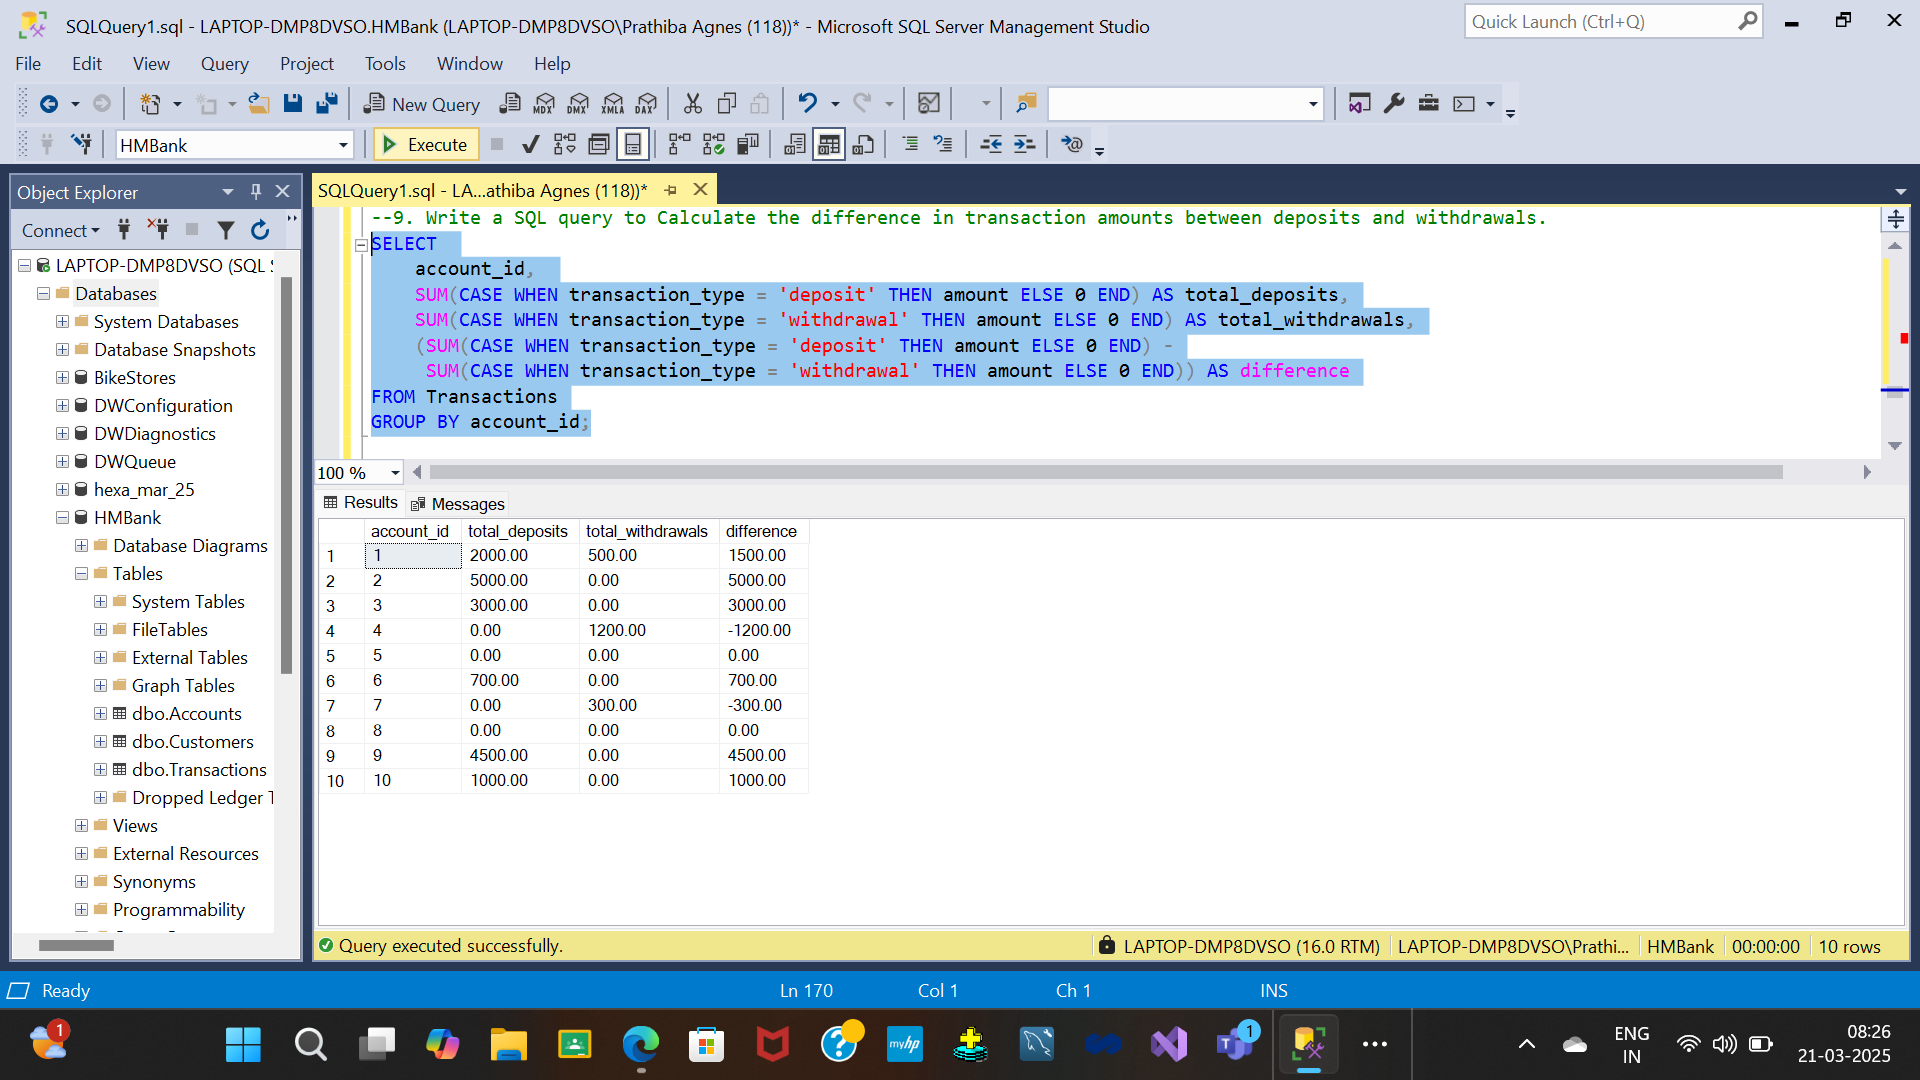 SQLQuery1.sql - LAPTOP-DMP8DVSO.HMBank (LAPTOP-DMP8DVSO\Prathiba Agnes (118))* - Microsoft SQL Server Management Studio
Quick Launch (Ctrl+Q)
File Edit View Query Project Tools Window Help
New Query MDX DMX XMLA DAX
HMBank Execute
Object Explorer
Connect
LAPTOP-DMP8DVSO (SQL S
Databases
System Databases
Database Snapshots
BikeStores
DWConfiguration
DWDiagnostics
DWQueue
hexa_mar_25
HMBank
Database Diagrams
Tables
System Tables
FileTables
External Tables
Graph Tables
dbo.Accounts
dbo.Customers
dbo.Transactions
Dropped Ledger T
Views
External Resources
Synonyms
Programmability
SQLQuery1.sql - LA...athiba Agnes (118))*
--9. Write a SQL query to Calculate the difference in transaction amounts between deposits and withdrawals.
SELECT
account_id,
SUM(CASE WHEN transaction_type = 'deposit' THEN amount ELSE 0 END) AS total_deposits,
SUM(CASE WHEN transaction_type = 'withdrawal' THEN amount ELSE 0 END) AS total_withdrawals,
(SUM(CASE WHEN transaction_type = 'deposit' THEN amount ELSE 0 END) -
SUM(CASE WHEN transaction_type = 'withdrawal' THEN amount ELSE 0 END)) AS difference
FROM Transactions
GROUP BY account_id;
100 %
Results Messages
account_id total_deposits total_withdrawals difference
1 1 2000.00 500.00 1500.00
2 2 5000.00 0.00 5000.00
3 3 3000.00 0.00 3000.00
4 4 0.00 1200.00 -1200.00
5 5 0.00 0.00 0.00
6 6 700.00 0.00 700.00
7 7 0.00 300.00 -300.00
8 8 0.00 0.00 0.00
9 9 4500.00 0.00 4500.00
10 10 1000.00 0.00 1000.00
Query executed successfully. LAPTOP-DMP8DVSO (16.0 RTM) LAPTOP-DMP8DVSO\Prathi... HMBank 00:00:00 10 rows
Ready Ln 170 Col 1 Ch 1 INS
1 myhp 1 ENG 08:26
IN 21-03-2025